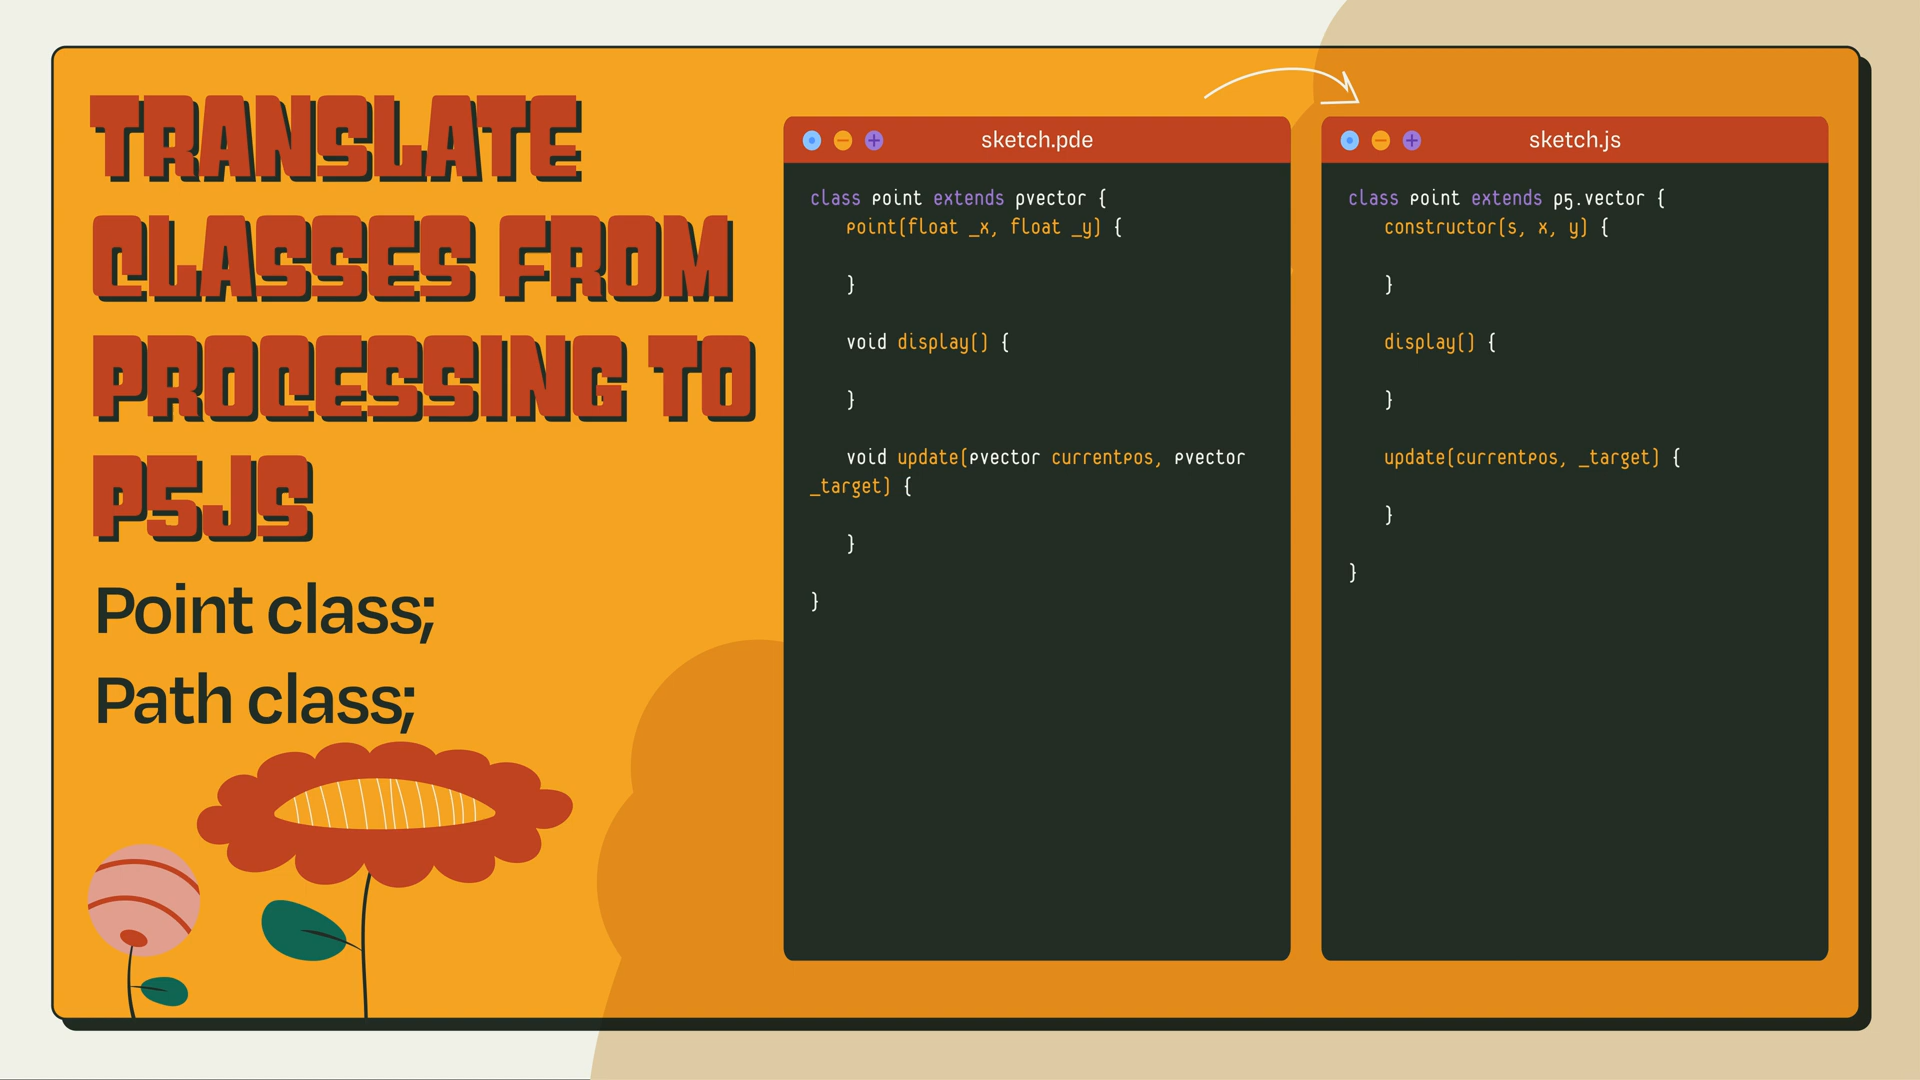 TRANSLATE
CLASSES FROM
PROCESSING TO
P5JS
Point class;
Path class;
sketch.pde
class point extends pvector {
point(float _x, float _y) {
}
void display() {
}
void update(pvector currentpos, pvector
_target) {
}
}
sketch.js
class point extends p5.vector {
constructor(s, x, y) {
}
display() {
}
update(currentpos, _target) {
}
}